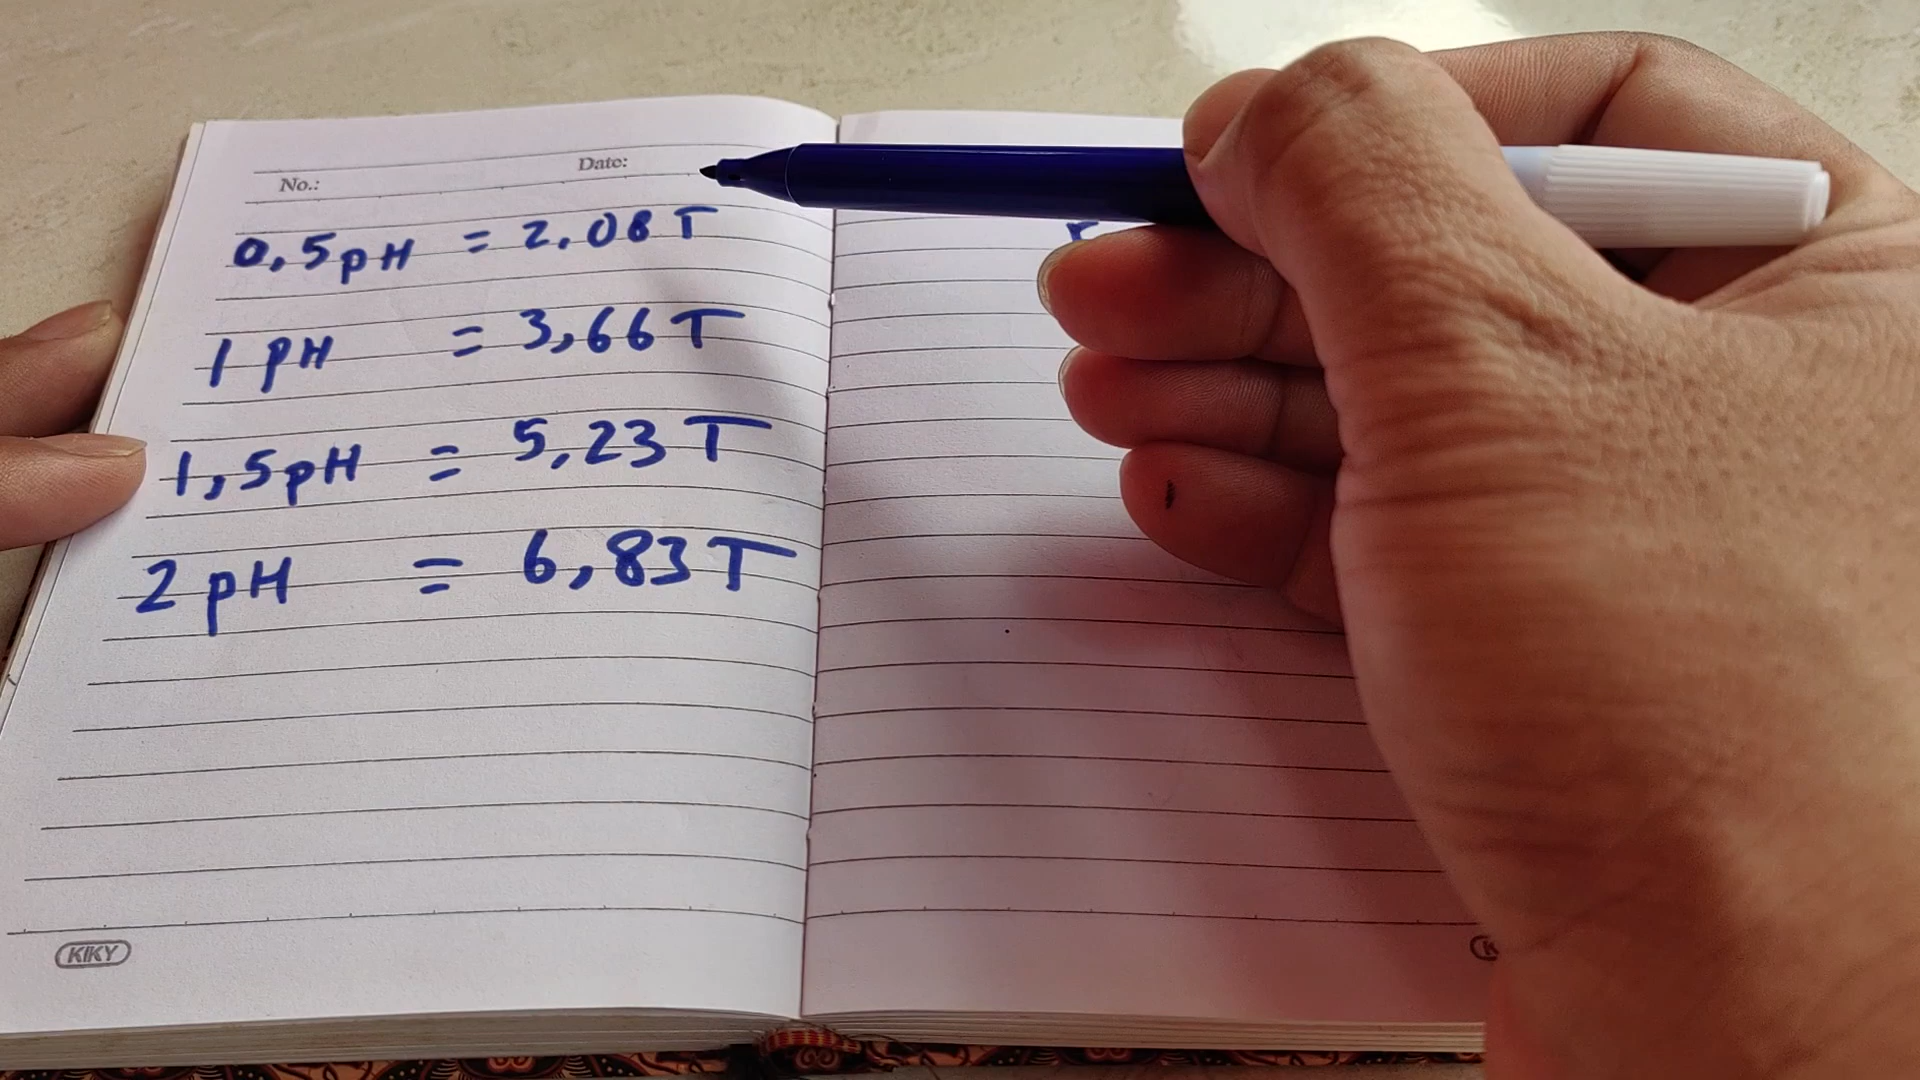 No.: Date:
0,5pH = 2.08 T
1 pH = 3,66 T
1,5pH = 5,23 T
2 pH = 6,83 T
KIKY